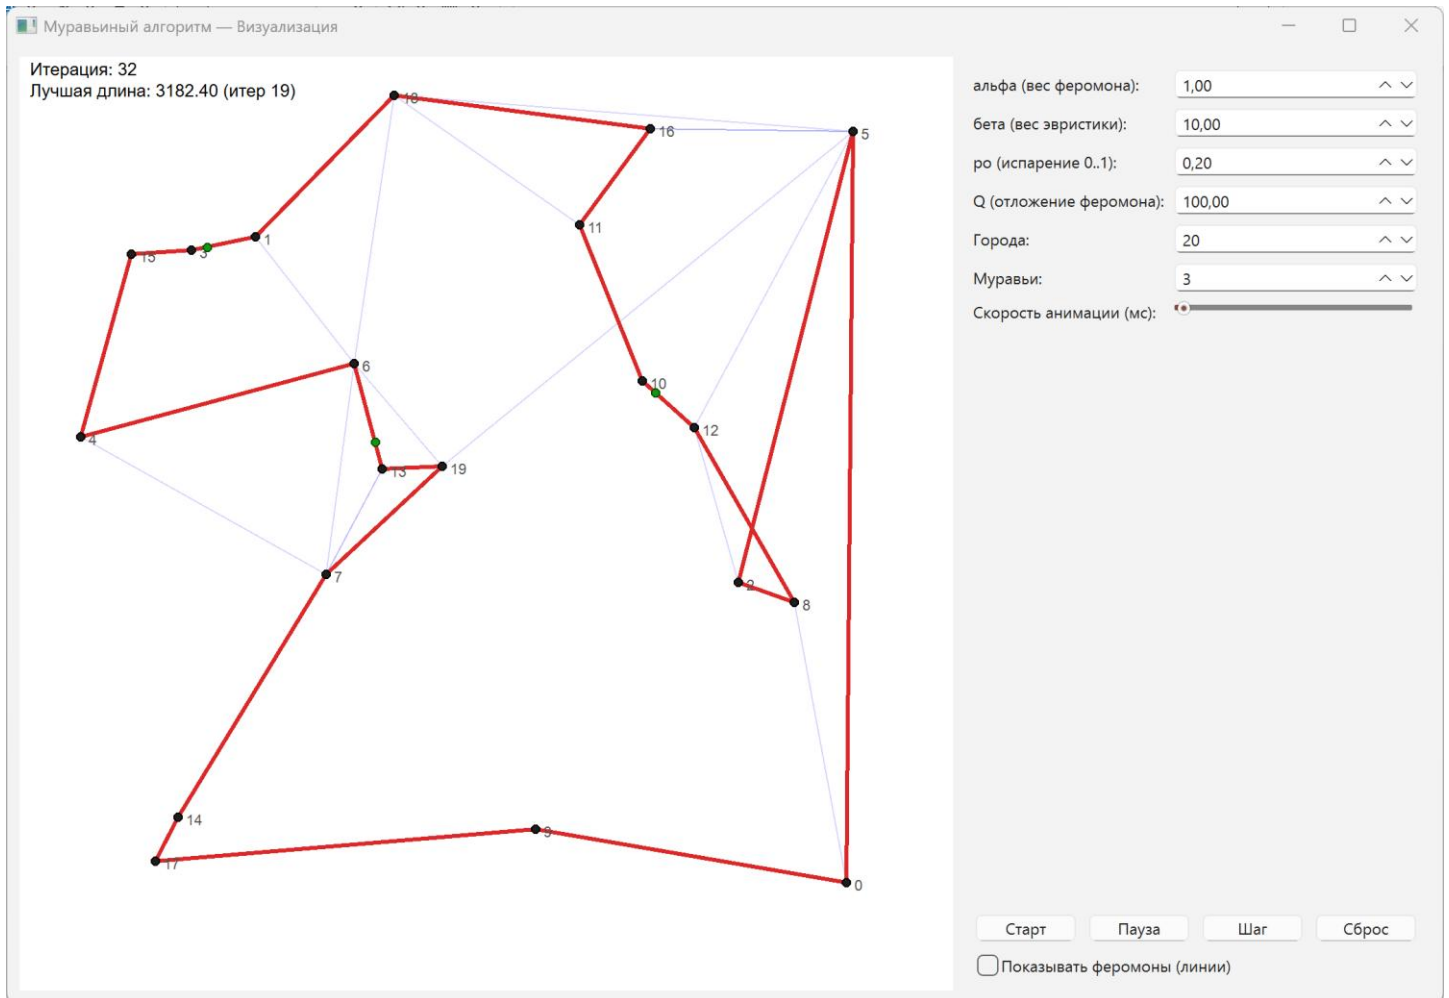 Муравьиный алгоритм — Визуализация
Итерация: 32
Лучшая длина: 3182.40 (итер 19)
18
16
5
11
1
3
15
6
10
12
4
13
19
7
2
8
14
9
17
0
альфа (вес феромона): 1,00
бета (вес эвристики): 10,00
ро (испарение 0..1): 0,20
Q (отложение феромона): 100,00
Города: 20
Муравьи: 3
Скорость анимации (мс):
Старт Пауза Шаг Сброс
Показывать феромоны (линии)